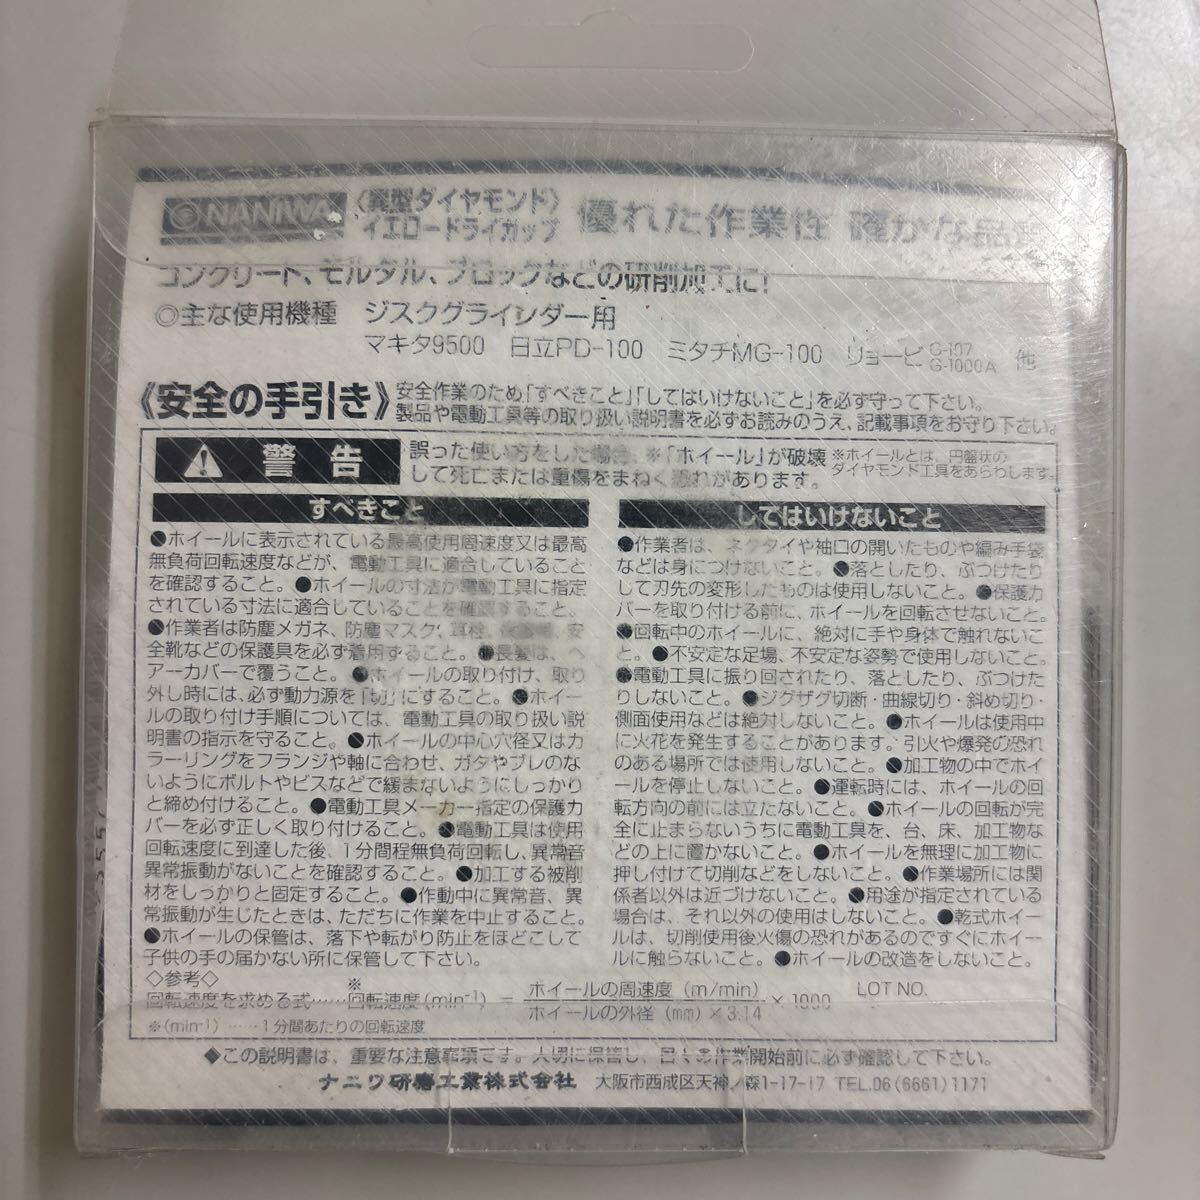 NANIWA
〈異型ダイヤモンド〉
イエロードライカップ
優れた作業性 確かな品
コンクリート、モルタル、ブロックなどの研削加工に!
◎主な使用機種 ジスクグラインダー用
マキタ9500 日立PD-100 ミタチMG-100 リョービ G-107 G-1000A 他
《安全の手引き》
安全作業のため「すべきこと」「してはいけないこと」を必ず守って下さい。
製品や電動工具等の取り扱い説明書を必ずお読みのうえ、記載事項をお守り下さい。
警告
誤った使い方をした場合、※「ホイール」が破壊
して死亡または重傷をまねく恐れがあります。
※ホイールとは、円盤状の
ダイヤモンド工具をあらわします。
すべきこと
●ホイールに表示されている最高使用周速度又は最高
無負荷回転速度などが、電動工具に適合していること
を確認すること。●ホイールの寸法が電動工具に指定
されている寸法に適合していることを確認すること。
●作業者は防塵メガネ、防塵マスク、耳栓、保護帽、安
全靴などの保護具を必ず着用すること。●長髪は、ヘ
アーカバーで覆うこと。●ホイールの取り付け、取り
外し時には、必ず動力源を「切」にすること。●ホイー
ルの取り付け手順については、電動工具の取り扱い説
明書の指示を守ること。●ホイールの中心穴径又はカ
ラーリングをフランジや軸に合わせ、ガタやブレのな
いようにボルトやビスなどで緩まないようにしっかり
と締め付けること。●電動工具メーカー指定の保護カ
バーを必ず正しく取り付けること。●電動工具は使用
回転速度に到達した後、1分間程無負荷回転し、異常音
異常振動がないことを確認すること。●加工する被削
材をしっかりと固定すること。●作動中に異常音、異
常振動が生じたときは、ただちに作業を中止すること。
●ホイールの保管は、落下や転がり防止をほどこして
子供の手の届かない所に保管して下さい。
してはいけないこと
●作業者は、ネクタイや袖口の開いたものや編み手袋
などは身につけないこと。●落としたり、ぶつけたり
して刃先の変形したものは使用しないこと。●保護カ
バーを取り付ける前に、ホイールを回転させないこと。
●回転中のホイールに、絶対に手や身体で触れないこ
と。●不安定な足場、不安定な姿勢で使用しないこと。
●電動工具に振り回されたり、落としたり、ぶつけた
りしないこと。●ジグザグ切断・曲線切り・斜め切り・
側面使用などは絶対しないこと。●ホイールは使用中
に火花を発生することがあります。引火や爆発の恐れ
のある場所では使用しないこと。●加工物の中でホイ
ールを停止しないこと。●運転時には、ホイールの回
転方向の前には立たないこと。●ホイールの回転が完
全に止まらないうちに電動工具を、台、床、加工物な
どの上に置かないこと。●ホイールを無理に加工物に
押し付けて切削などをしないこと。●作業場所には関
係者以外は近づけないこと。●用途が指定されている
場合は、それ以外の使用はしないこと。●乾式ホイー
ルは、切削使用後火傷の恐れがあるのですぐにホイー
ルに触らないこと。●ホイールの改造をしないこと。
◇参考◇
回転速度を求める式……※回転速度(min⁻¹) = ホイールの周速度 (m/min) / ホイールの外径 (mm)×3.14 × 1000
LOT NO.
※(min⁻¹)……1分間あたりの回転速度
◆この説明書は、重要な注意事項です。大切に保管し、日々の作業開始前に必ず確認して下さい。
ナニワ研磨工業株式会社 大阪市西成区天神ノ森1-17-17 TEL.06(6661)1171